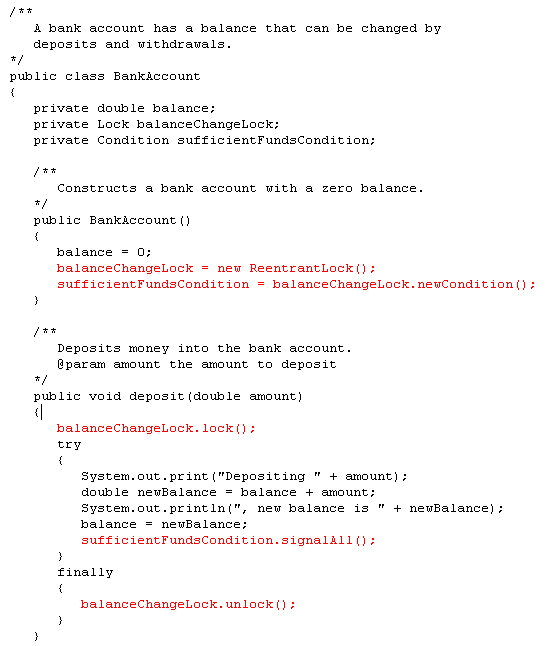 /**
   A bank account has a balance that can be changed by
   deposits and withdrawals.
*/
public class BankAccount
{
   private double balance;
   private Lock balanceChangeLock;
   private Condition sufficientFundsCondition;

   /**
      Constructs a bank account with a zero balance.
   */
   public BankAccount()
   {
      balance = 0;
      balanceChangeLock = new ReentrantLock();
      sufficientFundsCondition = balanceChangeLock.newCondition();
   }

   /**
      Deposits money into the bank account.
      @param amount the amount to deposit
   */
   public void deposit(double amount)
   {
      balanceChangeLock.lock();
      try
      {
         System.out.print("Depositing " + amount);
         double newBalance = balance + amount;
         System.out.println(", new balance is " + newBalance);
         balance = newBalance;
         sufficientFundsCondition.signalAll();
      }
      finally
      {
         balanceChangeLock.unlock();
      }
   }